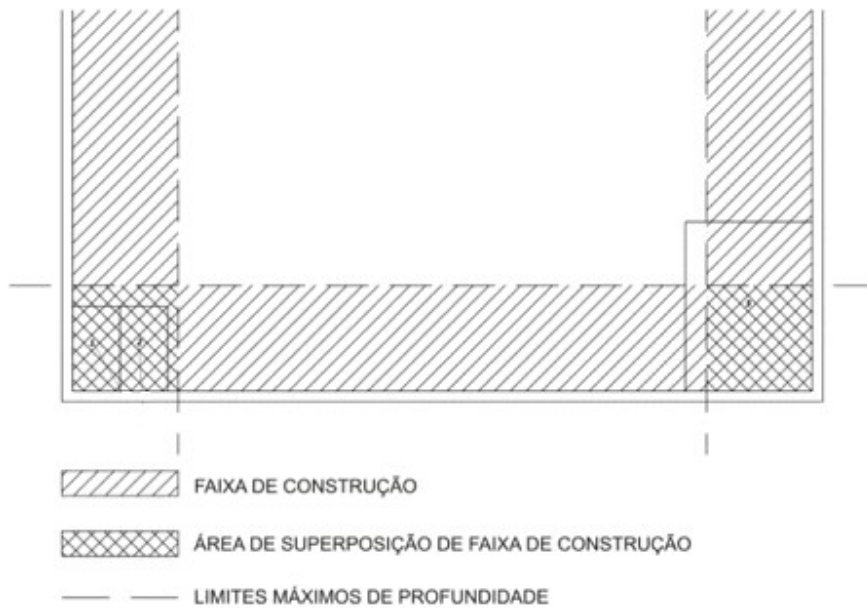 FAIXA DE CONSTRUÇÃO
ÁREA DE SUPERPOSIÇÃO DE FAIXA DE CONSTRUÇÃO
LIMITES MÁXIMOS DE PROFUNDIDADE